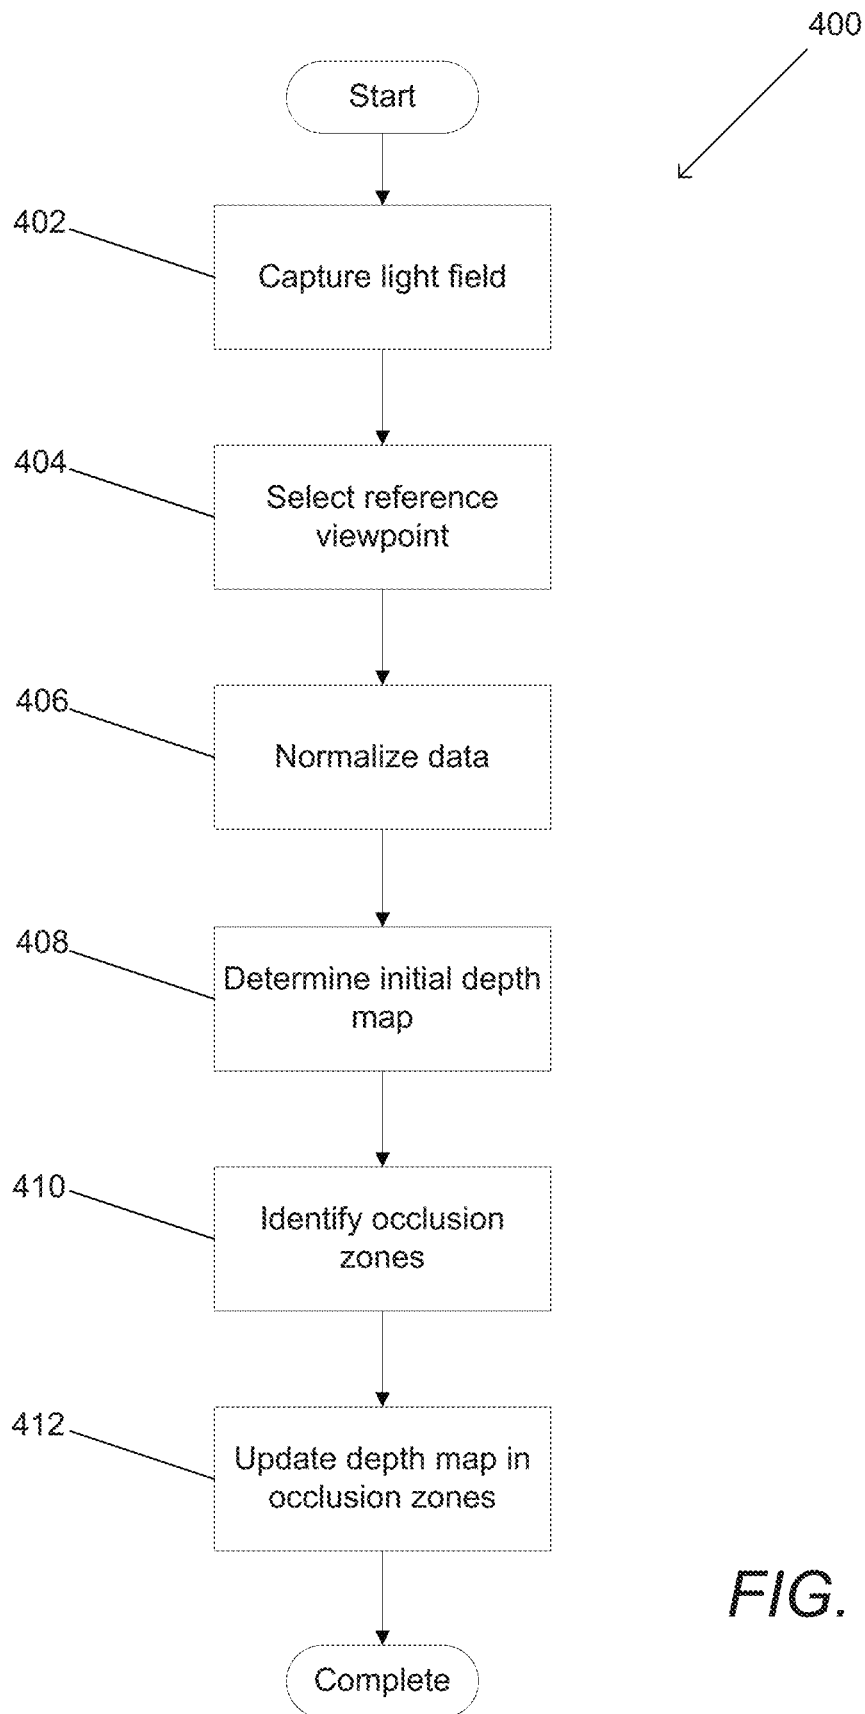 400
Start
402
Capture light field
404
Select reference
viewpoint
406
Normalize data
408
Determine initial depth
map
410
Identify occlusion
zones
412
Update depth map in
occlusion zones
FIG.
Complete